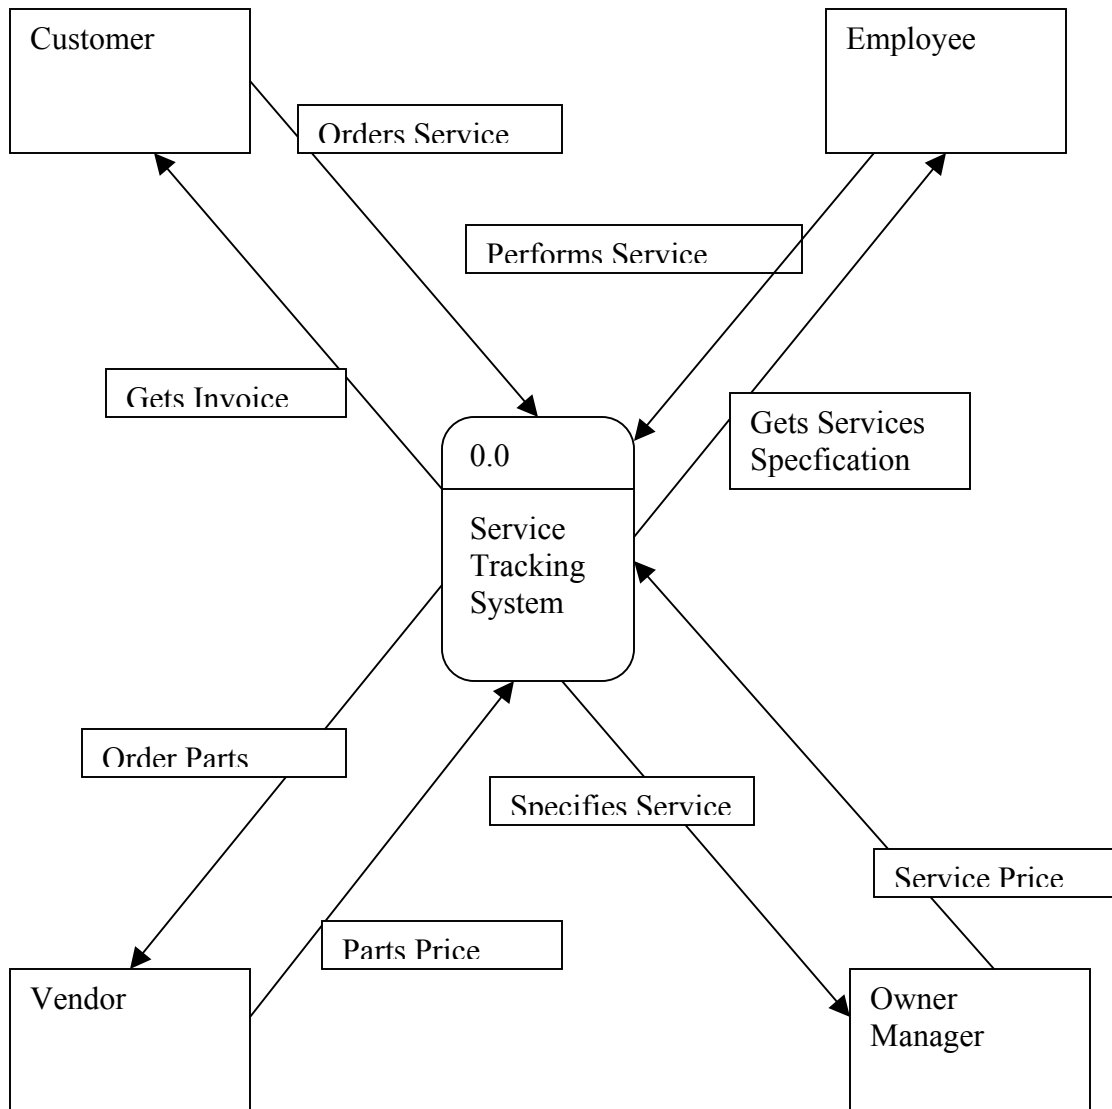 Customer
Employee
Orders Service
Performs Service
Gets Invoice
Gets Services
Specfication
0.0
Service
Tracking
System
Order Parts
Specifies Service
Service Price
Parts Price
Vendor
Owner
Manager